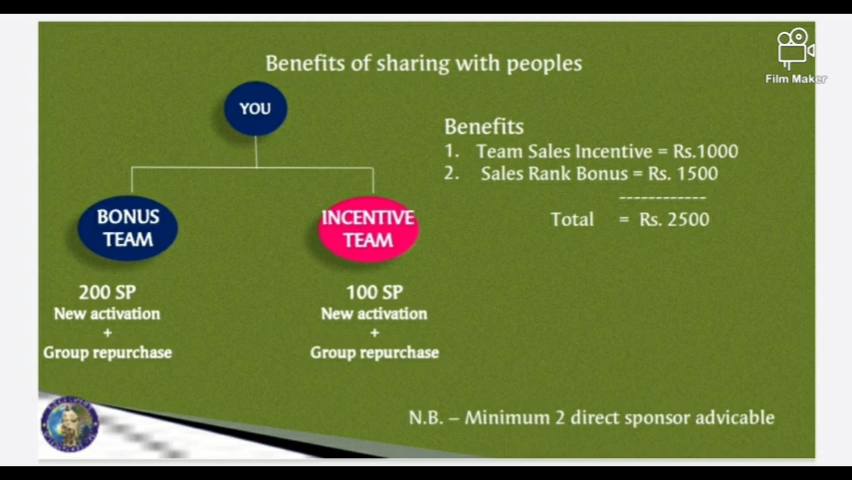 Film Maker
Benefits of sharing with peoples
YOU
BONUS
TEAM
200 SP
New activation
+
Group repurchase
INCENTIVE
TEAM
100 SP
New activation
+
Group repurchase
Benefits
1. Team Sales Incentive = Rs.1000
2. Sales Rank Bonus = Rs. 1500
------------
Total = Rs. 2500
N.B. – Minimum 2 direct sponsor advicable